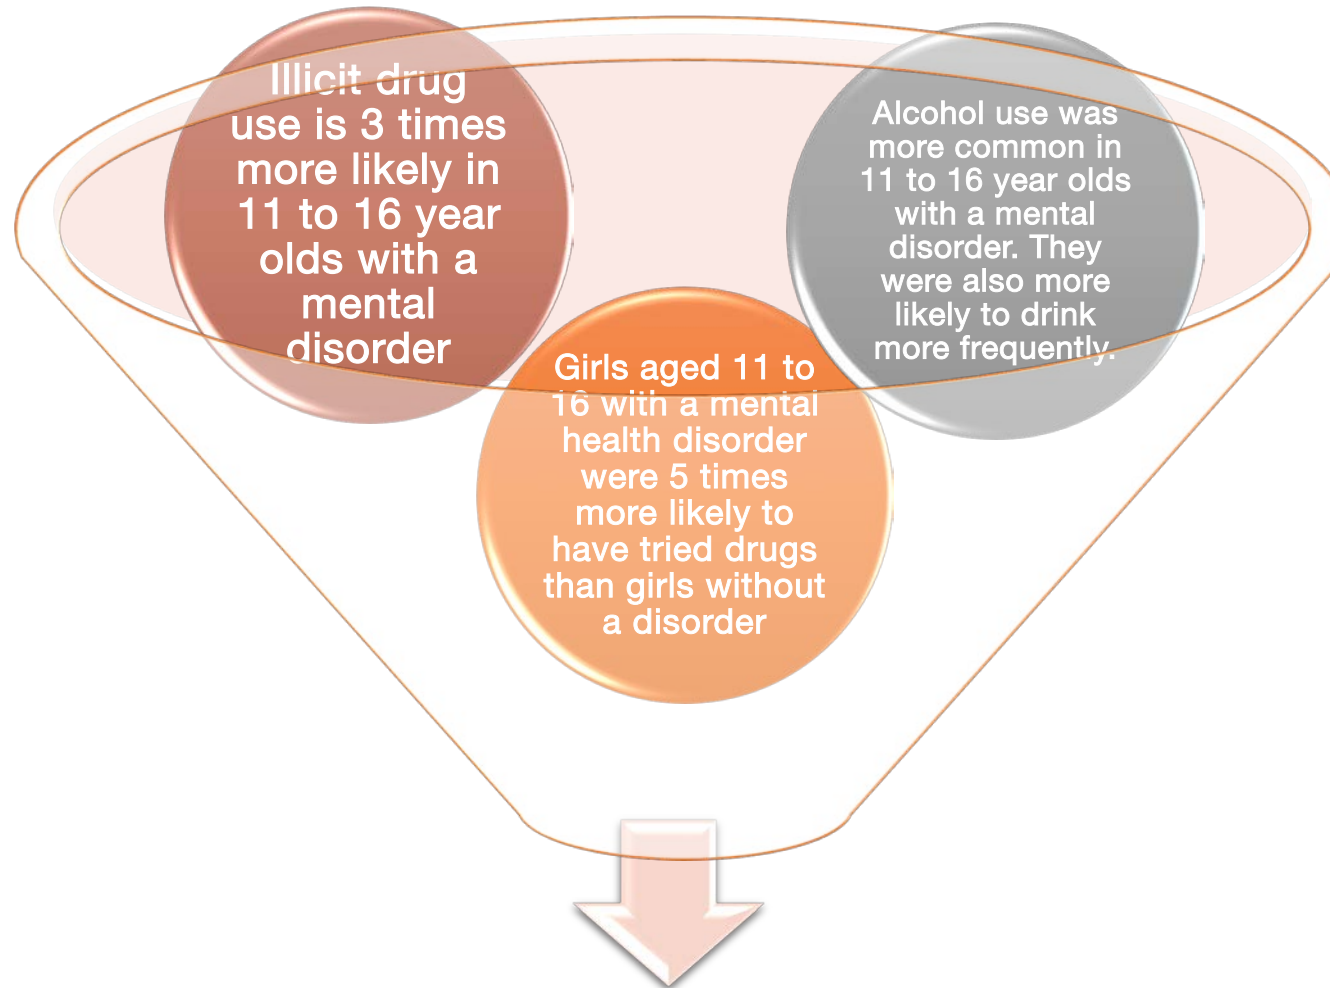 Illicit drug
use is 3 times
more likely in
11 to 16 year
olds with a
mental
disorder
Alcohol use was
more common in
11 to 16 year olds
with a mental
disorder. They
were also more
likely to drink
more frequently.
Girls aged 11 to
16 with a mental
health disorder
were 5 times
more likely to
have tried drugs
than girls without
a disorder